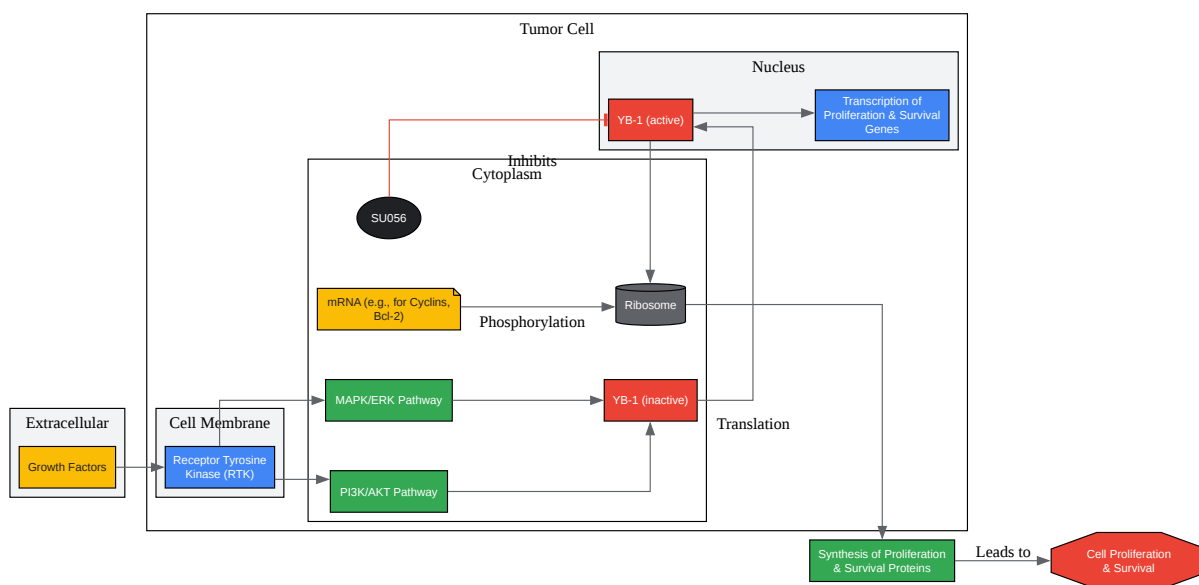 Tumor Cell
Nucleus
YB-1 (active)
Transcription of
Proliferation & Survival
Genes
Inhibits
Cytoplasm
SU056
mRNA (e.g., for Cyclins,
Bcl-2)
Ribosome
Phosphorylation
MAPK/ERK Pathway
YB-1 (inactive)
Translation
Extracellular
Growth Factors
Cell Membrane
Receptor Tyrosine
Kinase (RTK)
PI3K/AKT Pathway
Synthesis of Proliferation
& Survival Proteins
Leads to
Cell Proliferation
& Survival